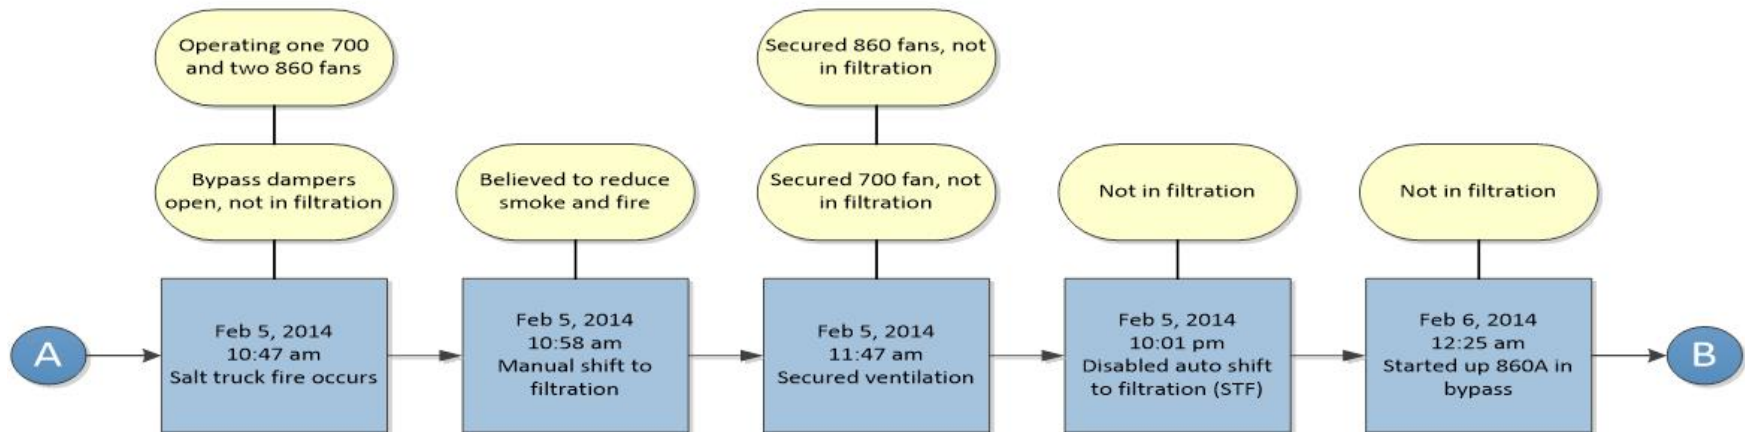 Operating one 700
and two 860 fans
Secured 860 fans, not
in filtration
Bypass dampers
open, not in filtration
Believed to reduce
smoke and fire
Secured 700 fan, not
in filtration
Not in filtration
Not in filtration
A
Feb 5, 2014
10:47 am
Salt truck fire occurs
Feb 5, 2014
10:58 am
Manual shift to
filtration
Feb 5, 2014
11:47 am
Secured ventilation
Feb 5, 2014
10:01 pm
Disabled auto shift
to filtration (STF)
Feb 6, 2014
12:25 am
Started up 860A in
bypass
B